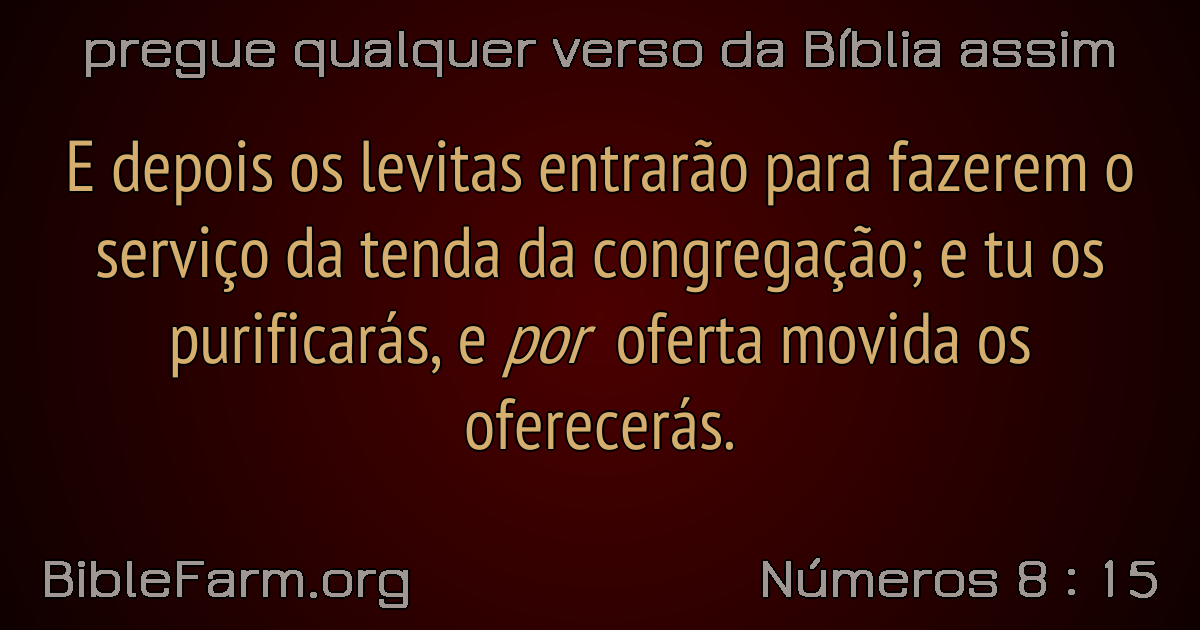 pregue qualquer verso da Bíblia assim
E depois os levitas entrarão para fazerem o
serviço da tenda da congregação; e tu os
purificarás, e por oferta movida os
oferecerás.
BibleFarm.org
Números 8 : 15